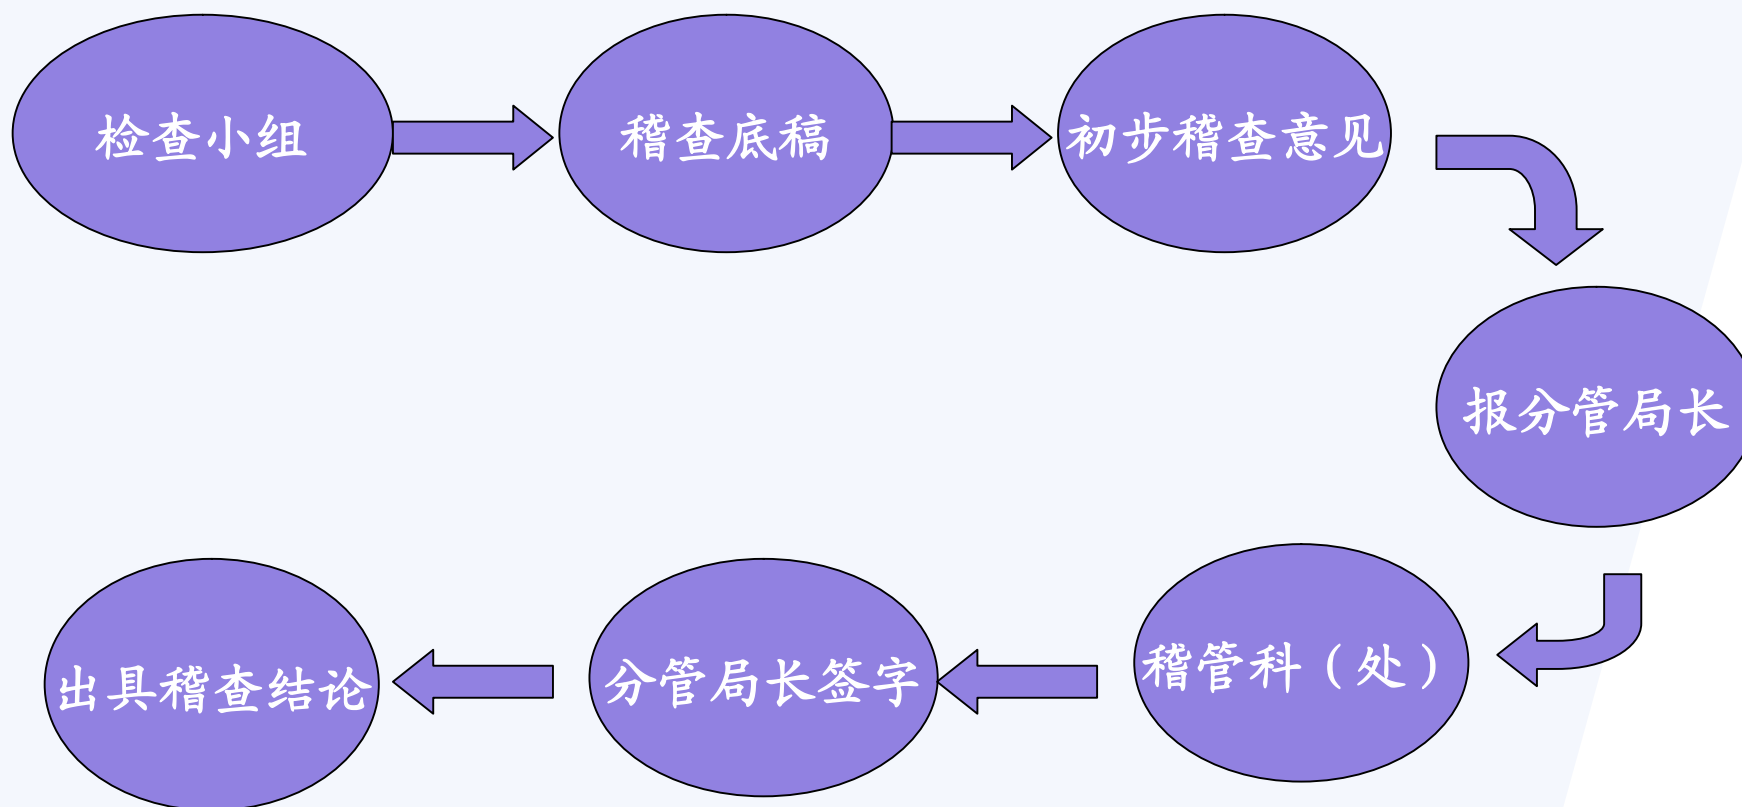 检查小组
稽查底稿
初步稽查意见
报分管局长
稽管科（处）
分管局长签字
出具稽查结论